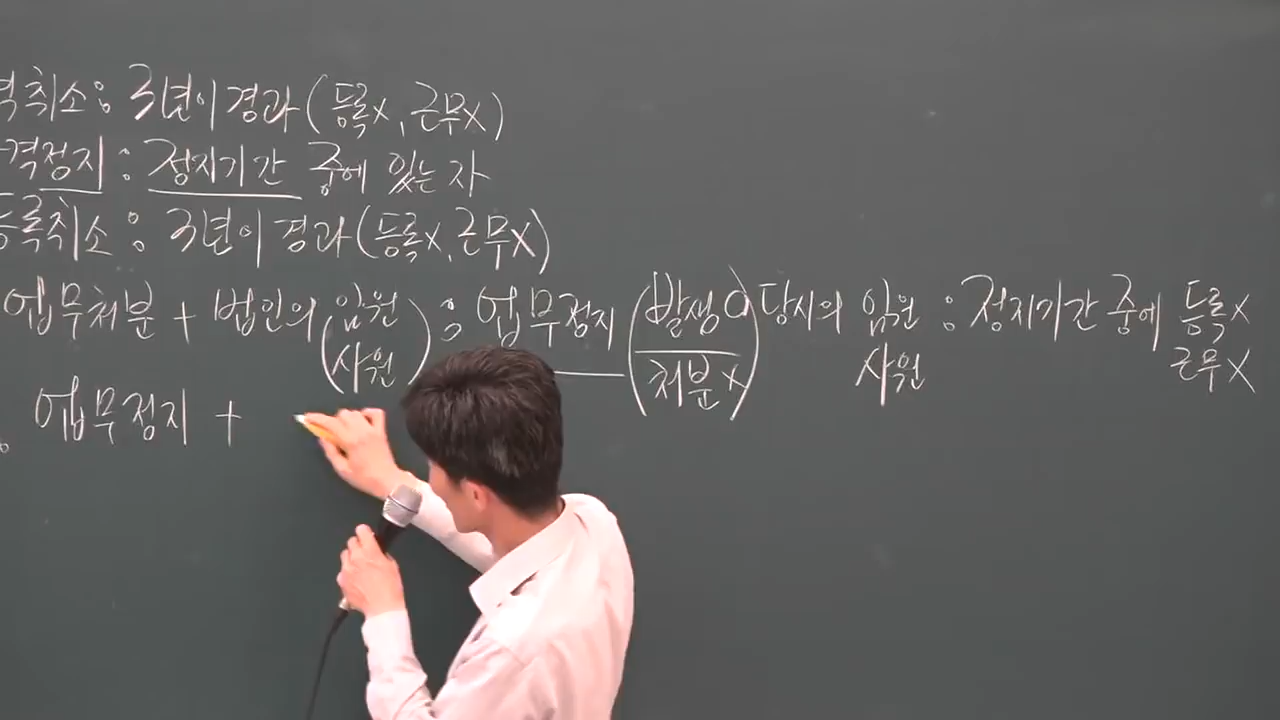 격취소: 3년이 경과(등록x, 근무x)
격정지: 정지기간 중에 있는 자
등록취소: 3년이 경과(등록x, 근무x)
업무처분 + 법인의(임원 : 업무정지 (발생O)당시의 임원 : 정지기간 중에 등록x
사원) 처분x 사원 근무X
업무정지 +